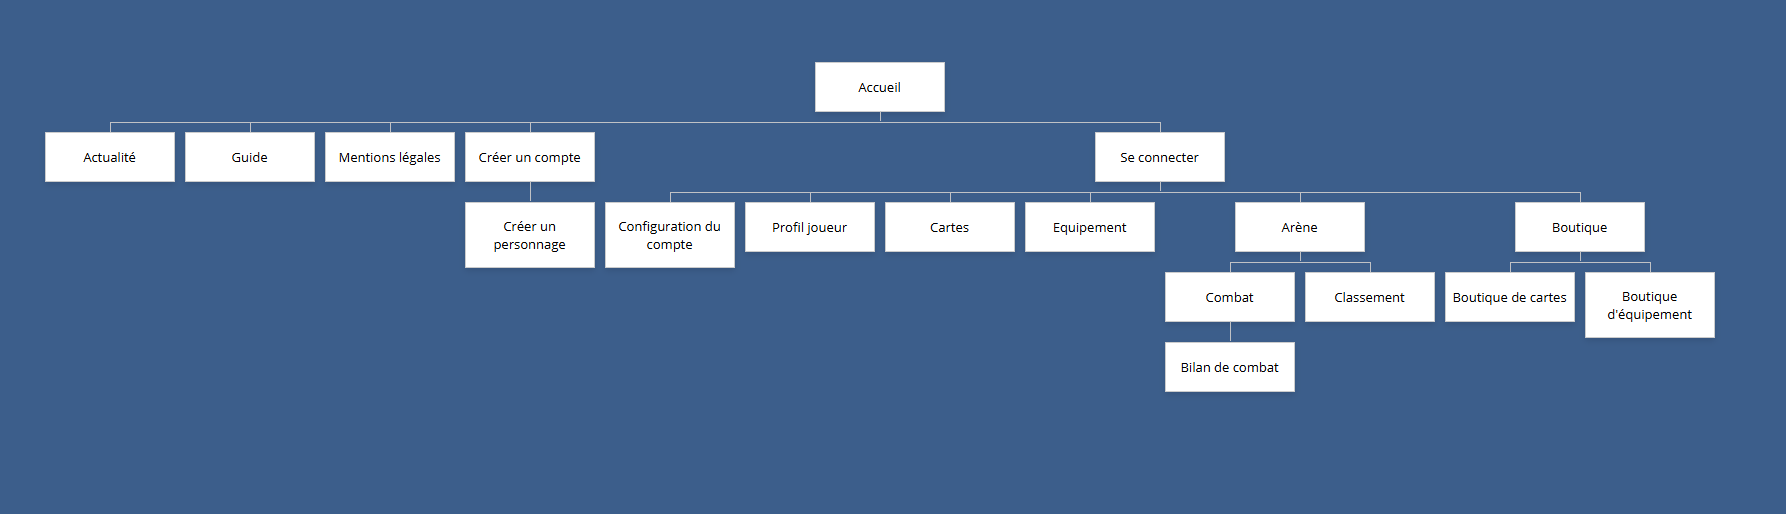 Accueil
Actualité
Guide
Mentions légales
Créer un compte
Se connecter
Créer un
personnage
Configuration du
compte
Profil joueur
Cartes
Equipement
Arène
Boutique
Combat
Classement
Boutique de cartes
Boutique
d'équipement
Bilan de combat